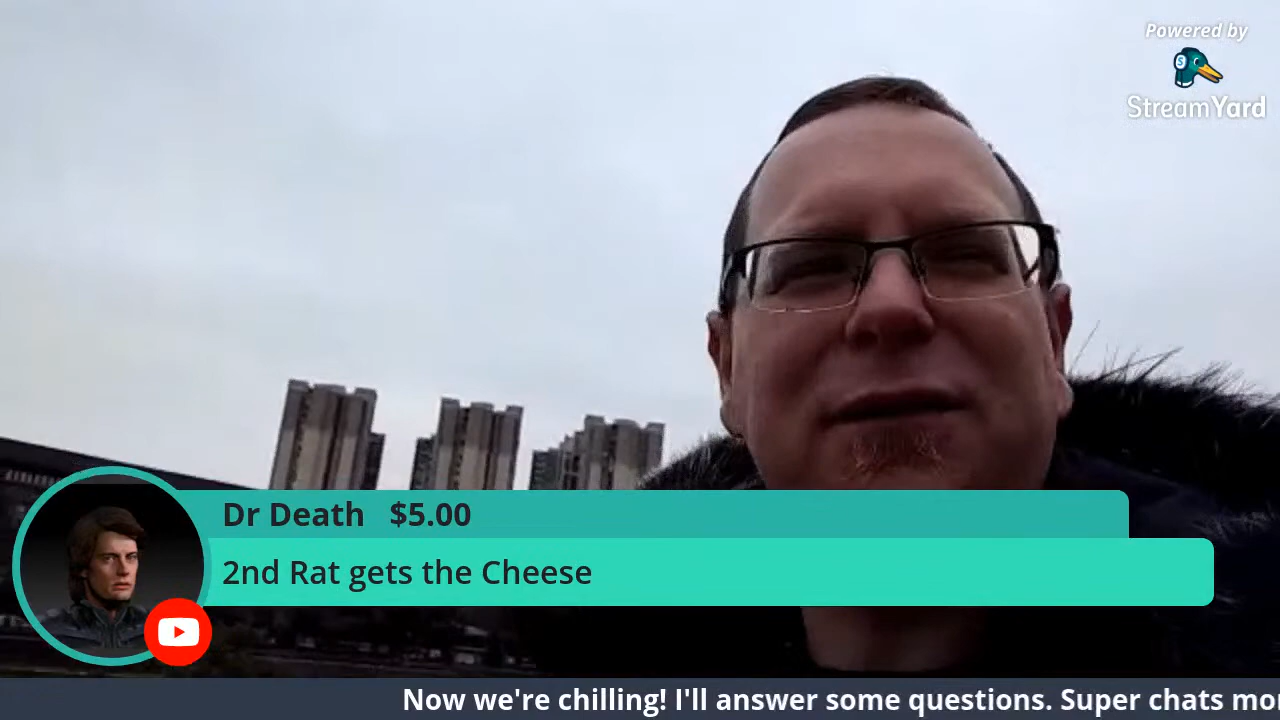 Powered by
StreamYard
Dr Death $5.00
2nd Rat gets the Cheese
Now we're chilling! I'll answer some questions. Super chats